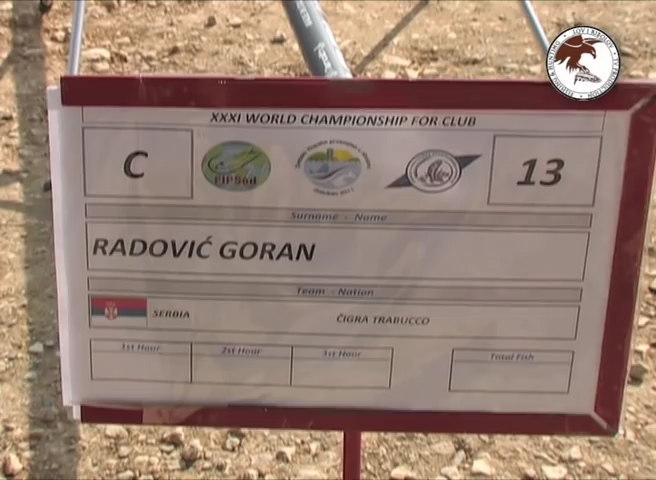 XXXI WORLD CHAMPIONSHIP FOR CLUB
C
FIPSed
13
Surname - Name
RADOVIĆ GORAN
Team - Nation
SERBIA
ČIGRA TRABUCCO
1st Hour
2st Hour
3st Hour
Total Fish